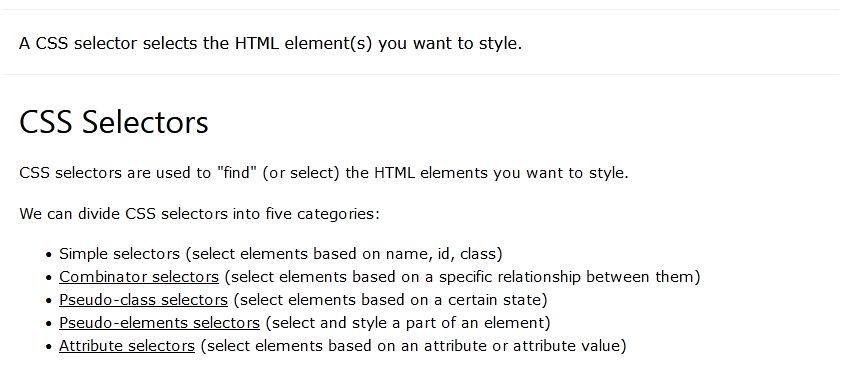 A CSS selector selects the HTML element(s) you want to style.
CSS Selectors
CSS selectors are used to "find" (or select) the HTML elements you want to style.
We can divide CSS selectors into five categories:
• Simple selectors (select elements based on name, id, class)
• Combinator selectors (select elements based on a specific relationship between them)
• Pseudo-class selectors (select elements based on a certain state)
• Pseudo-elements selectors (select and style a part of an element)
• Attribute selectors (select elements based on an attribute or attribute value)